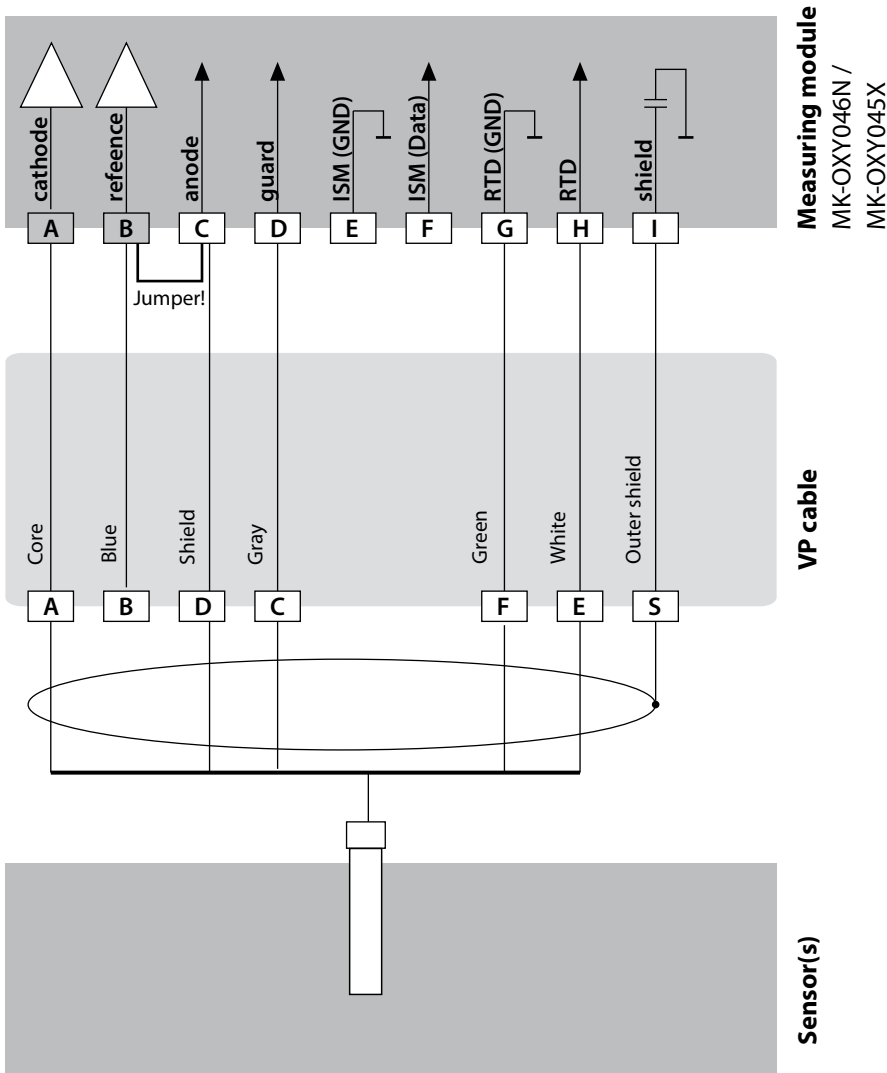 cathode
refeence
anode
guard
ISM (GND)
ISM (Data)
RTD (GND)
RTD
shield
A
B
C
D
E
F
G
H
I
Jumper!
Measuring module
MK-OXY046N /
MK-OXY045X
Core
Blue
Shield
Gray
Green
White
Outer shield
A
B
D
C
F
E
S
VP cable
Sensor(s)